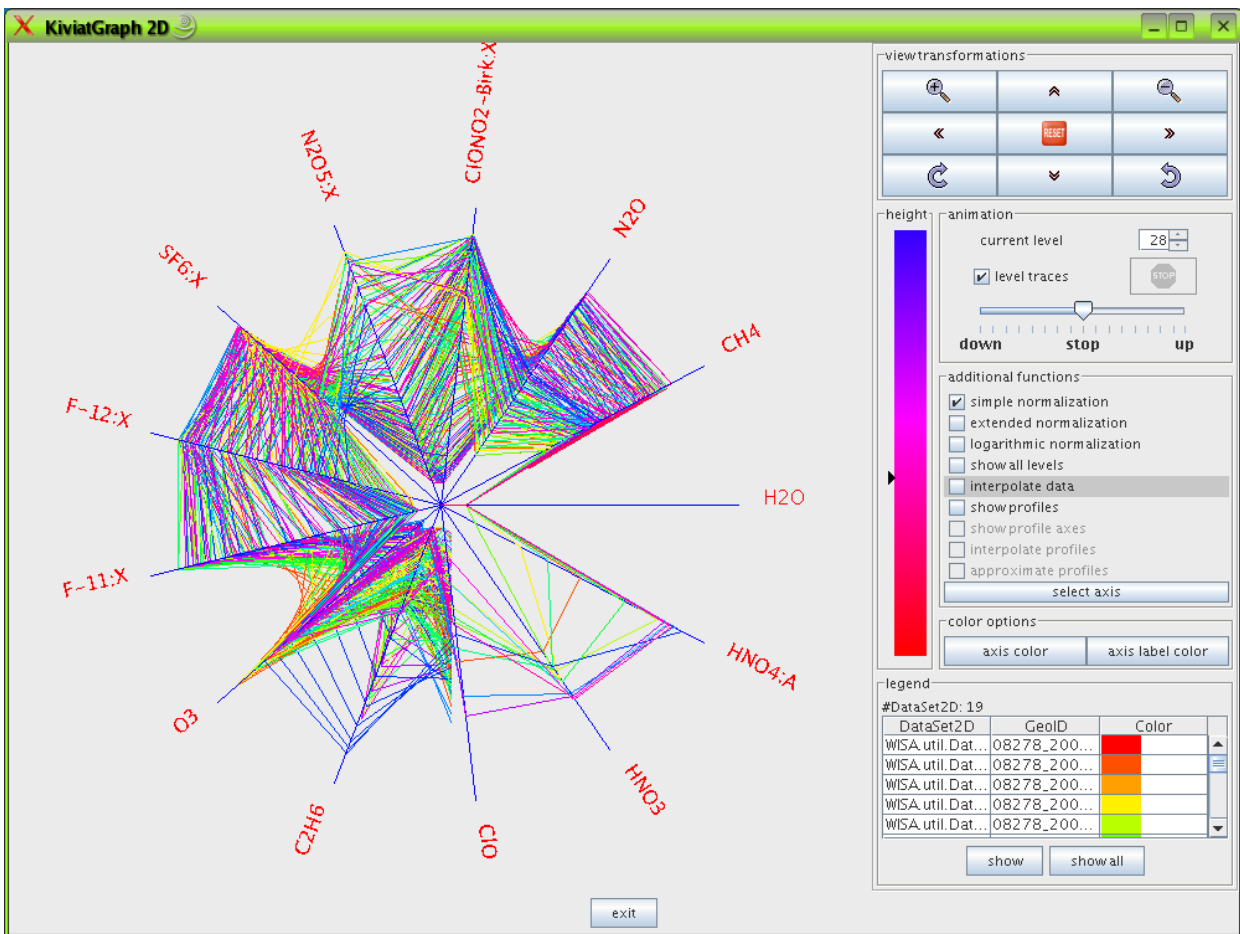 KiviatGraph 2D
ClONO2-Birk:X
N2O5:X
N2O
SF6:X
CH4
F-12:X
H2O
F-11:X
HNO4:A
O3
HNO3
C2H6
ClO
exit
view transformations
RESET
height
animation
current level 28
level traces STOP
down stop up
additional functions
simple normalization
extended normalization
logarithmic normalization
show all levels
interpolate data
show profiles
show profile axes
interpolate profiles
approximate profiles
select axis
color options
axis color axis label color
legend
#DataSet2D: 19
DataSet2D GeoID Color
WISA.util.Dat... 08278_200...
WISA.util.Dat... 08278_200...
WISA.util.Dat... 08278_200...
WISA.util.Dat... 08278_200...
WISA.util.Dat... 08278_200...
show show all